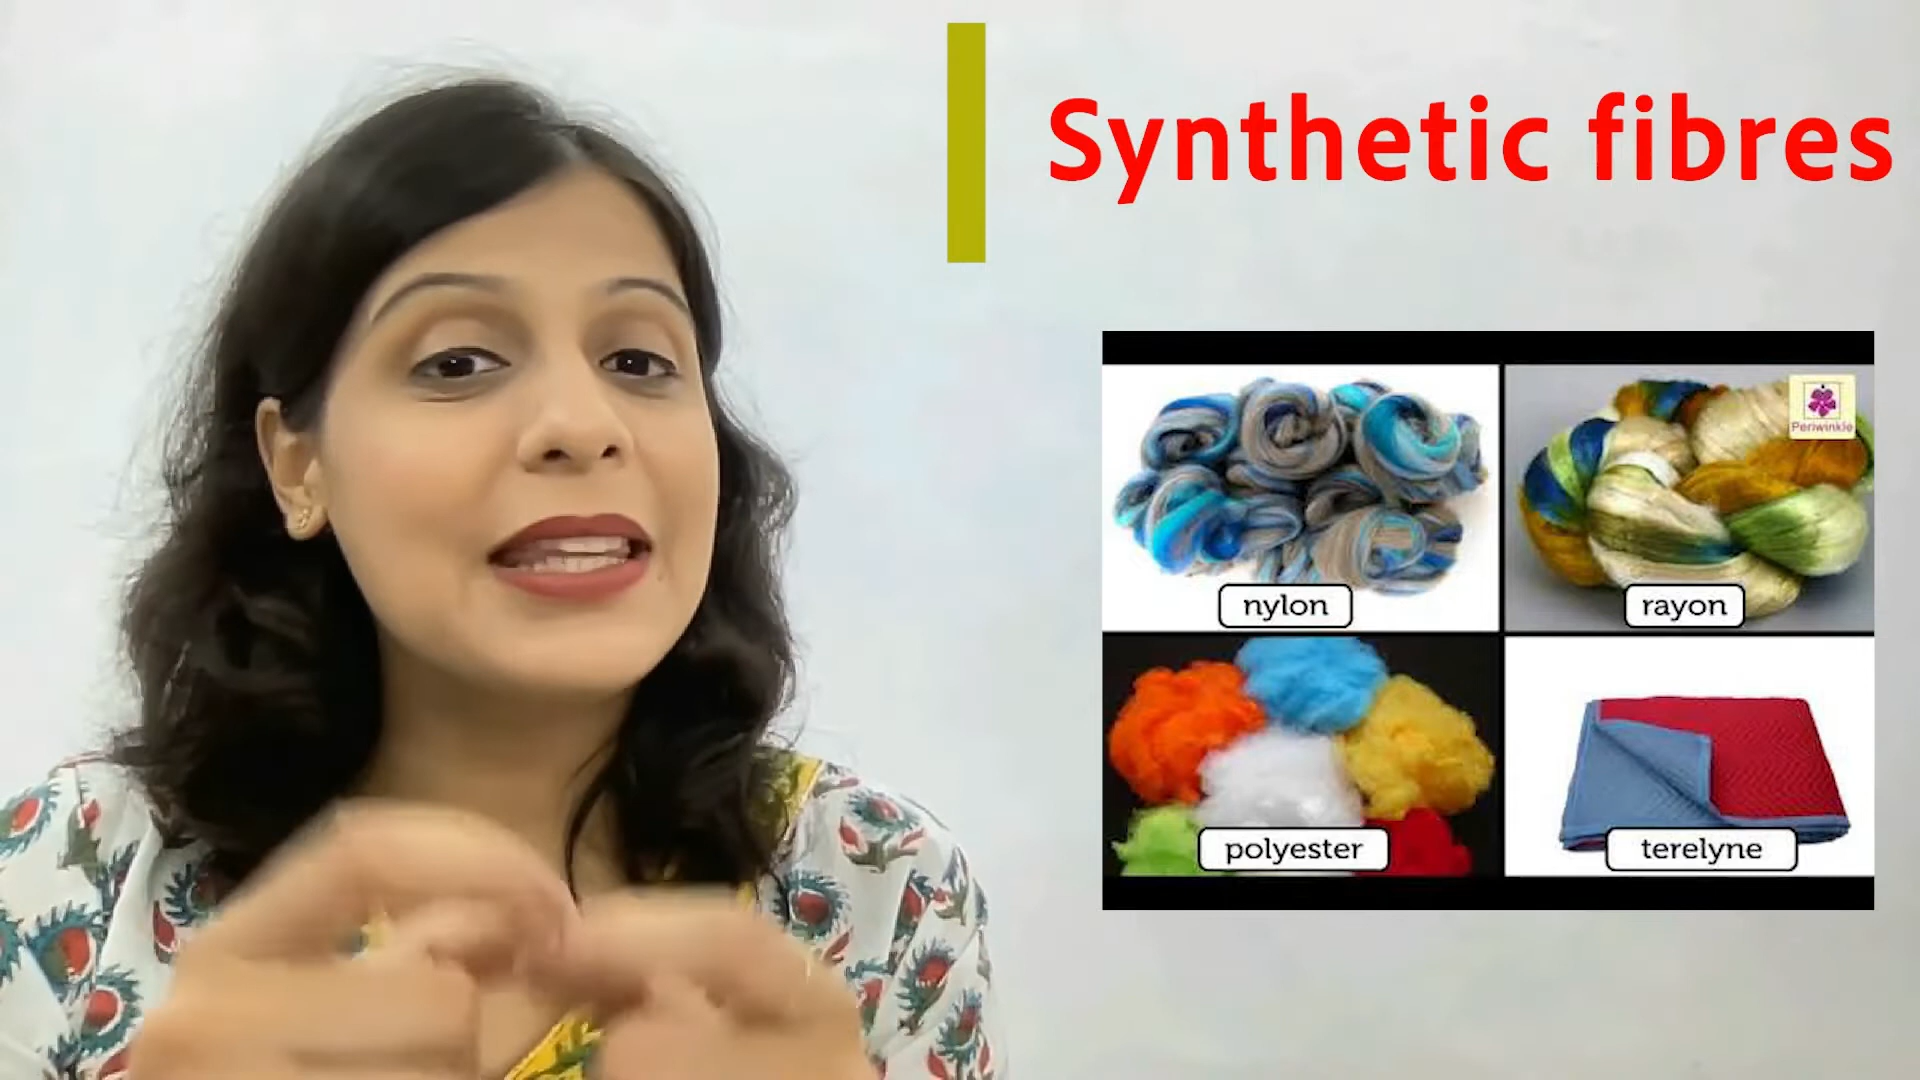 Synthetic fibres
Periwinkle
nylon
rayon
polyester
terelyne